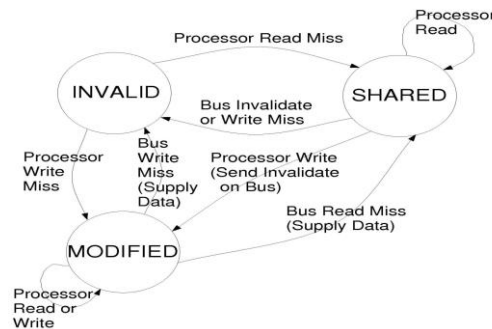 Processor
Read
Processor Read Miss
INVALID
SHARED
Bus Invalidate
or Write Miss
Processor
Write
Miss
Bus
Write
Miss
(Supply
Data)
Processor Write
(Send Invalidate
on Bus)
Bus Read Miss
(Supply Data)
MODIFIED
Processor
Read or
Write